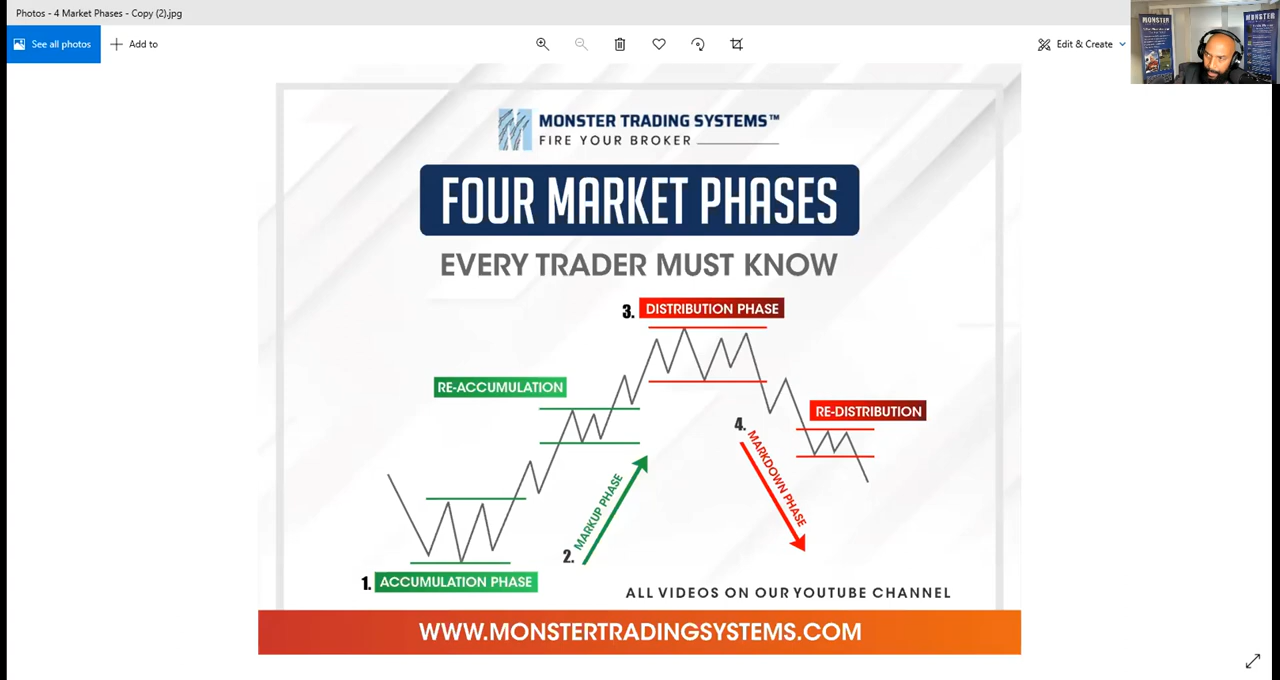 Photos - 4 Market Phases - Copy (2).jpg
See all photos
Add to
Edit & Create
MONSTER
MONSTER TRADING SYSTEMS™
FIRE YOUR BROKER
FOUR MARKET PHASES
EVERY TRADER MUST KNOW
3. DISTRIBUTION PHASE
RE-ACCUMULATION
RE-DISTRIBUTION
4. MARKDOWN PHASE
2. MARKUP PHASE
1. ACCUMULATION PHASE
ALL VIDEOS ON OUR YOUTUBE CHANNEL
WWW.MONSTERTRADINGSYSTEMS.COM